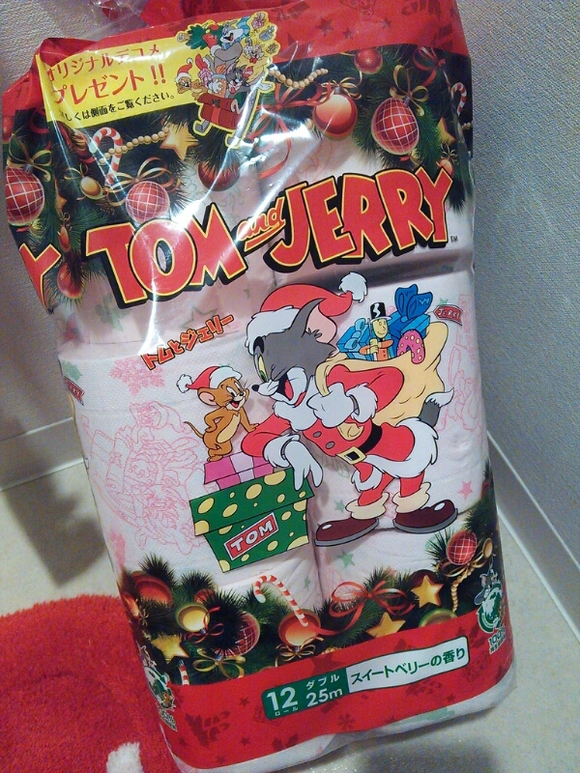 オリジナルデコメ
プレゼント!!
しくは側面をご覧ください。
TOM and JERRY
トムとジェリー
TOM
12
ロール
ダブル
25m
スイートベリーの香り